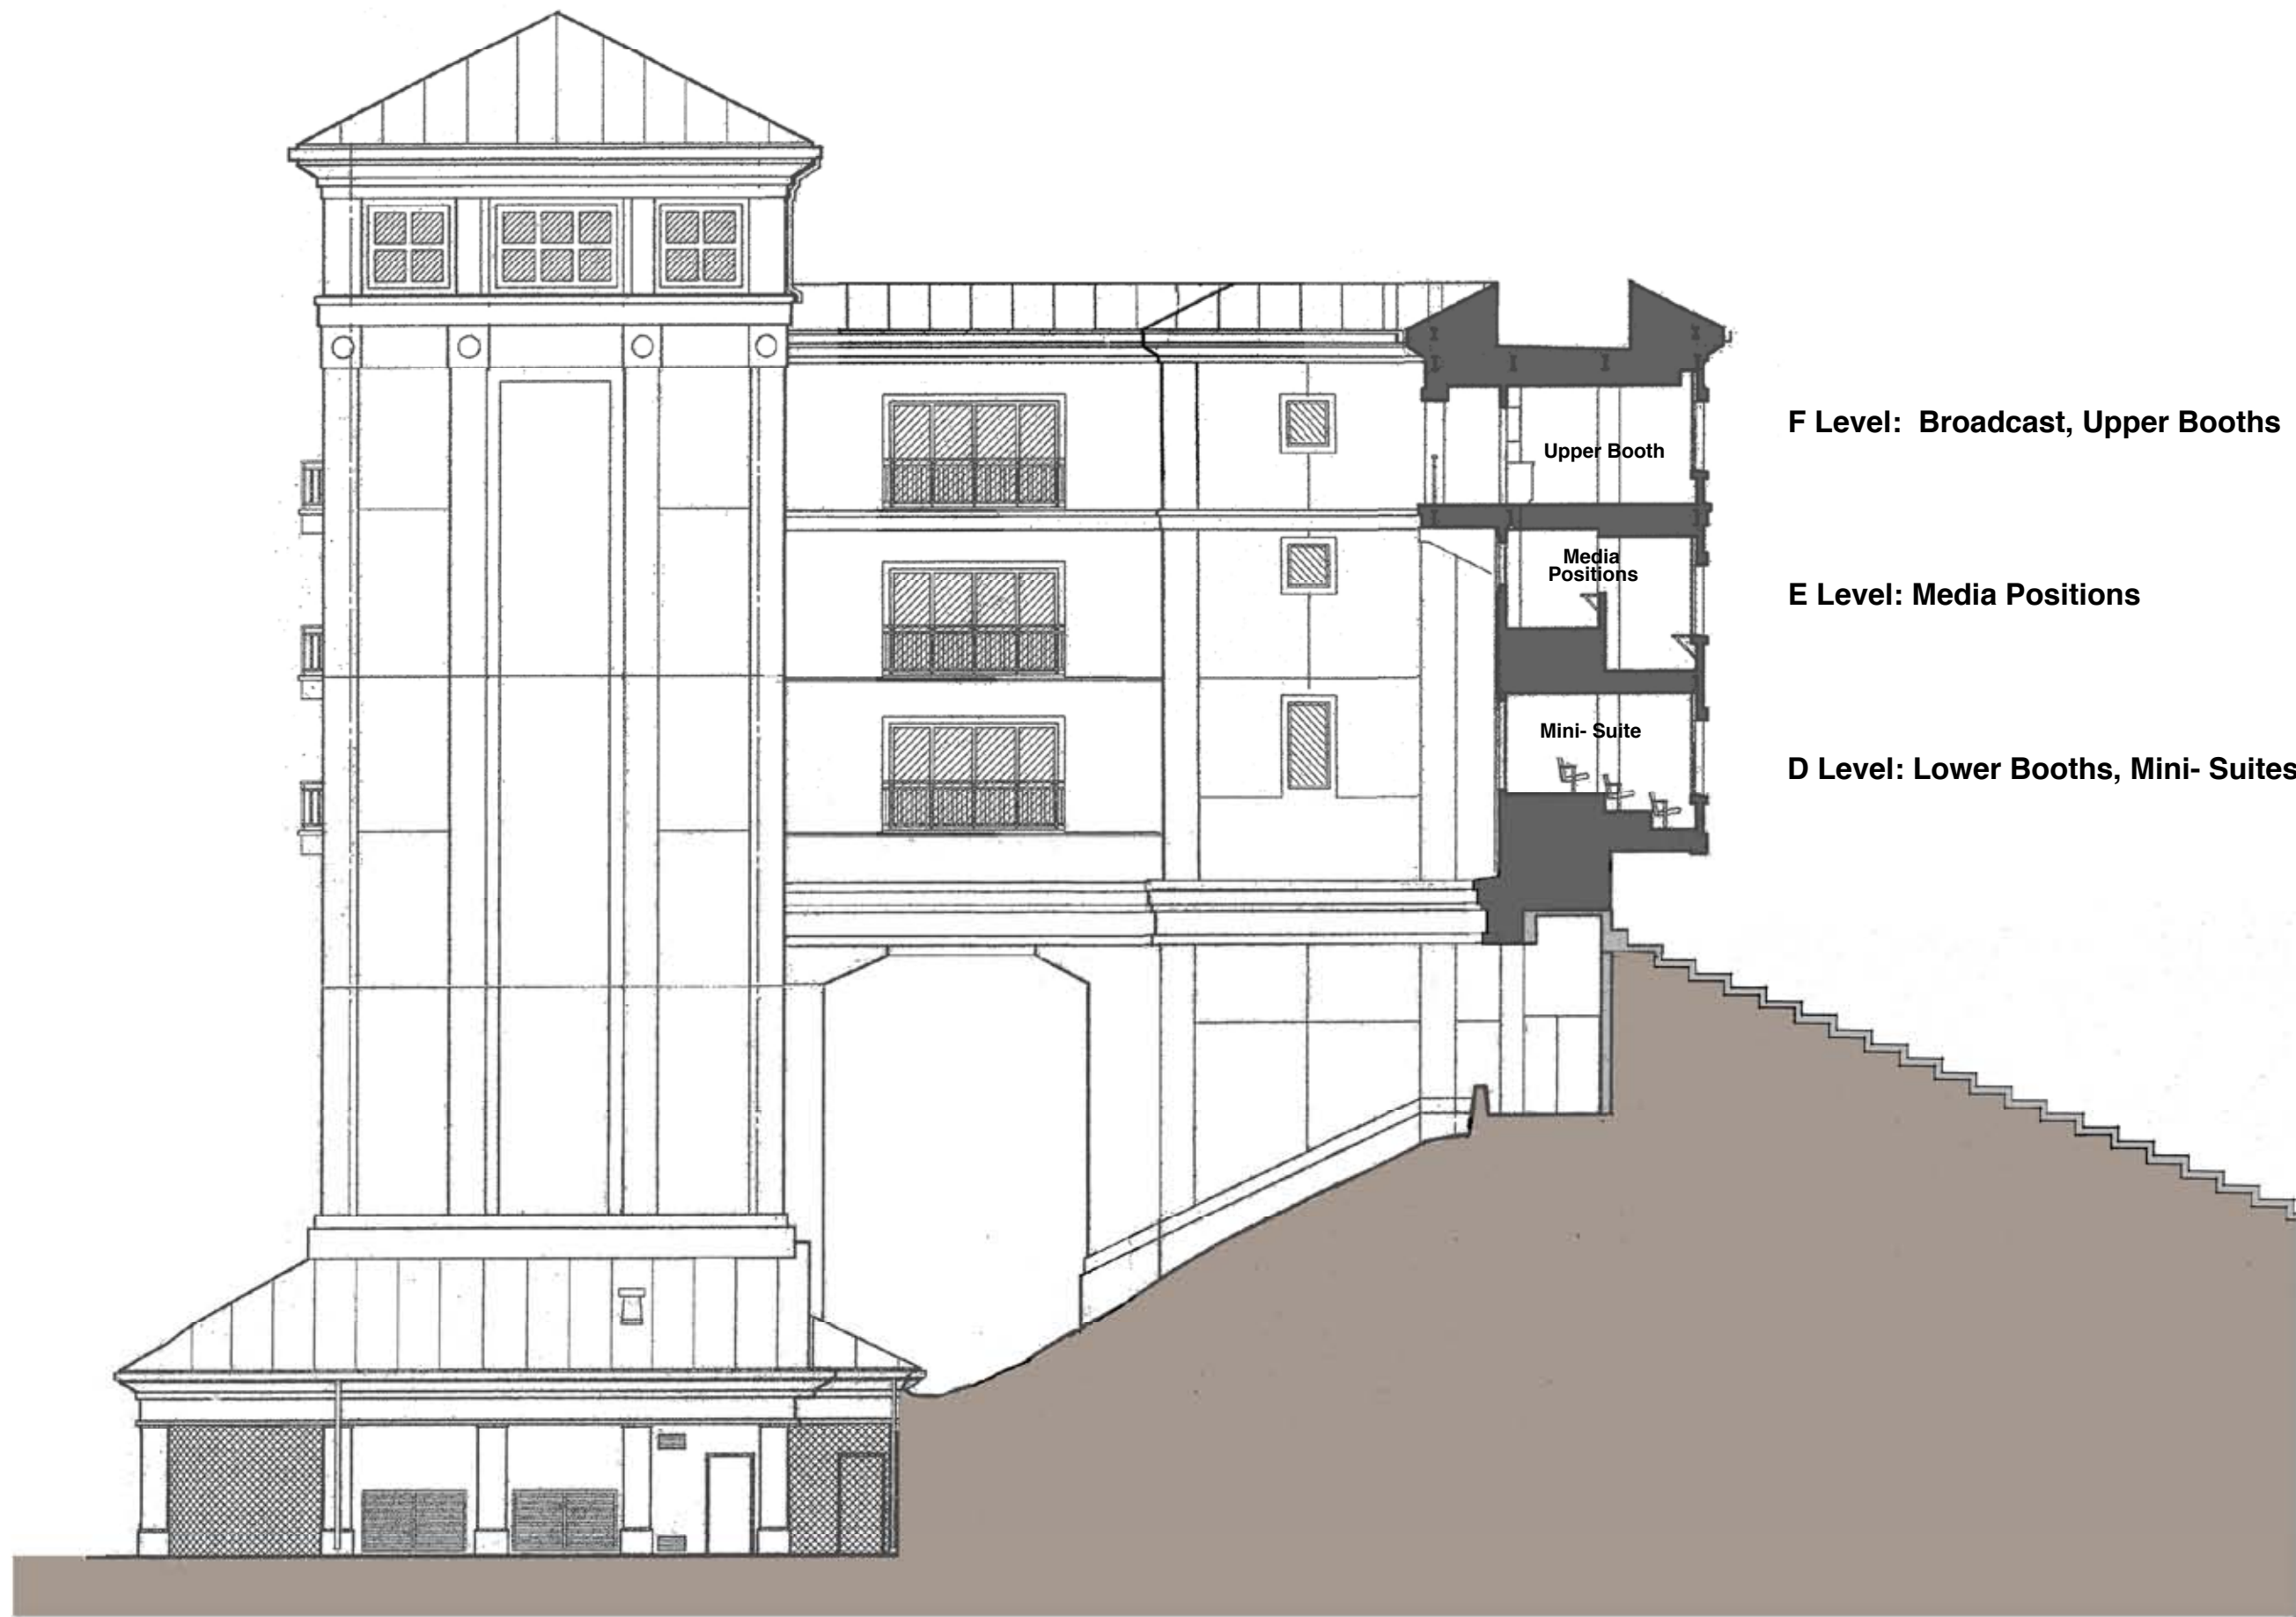 F Level:  Broadcast, Upper Booths
Upper Booth
Media
Positions
E Level: Media Positions
Mini- Suite
D Level: Lower Booths, Mini- Suites